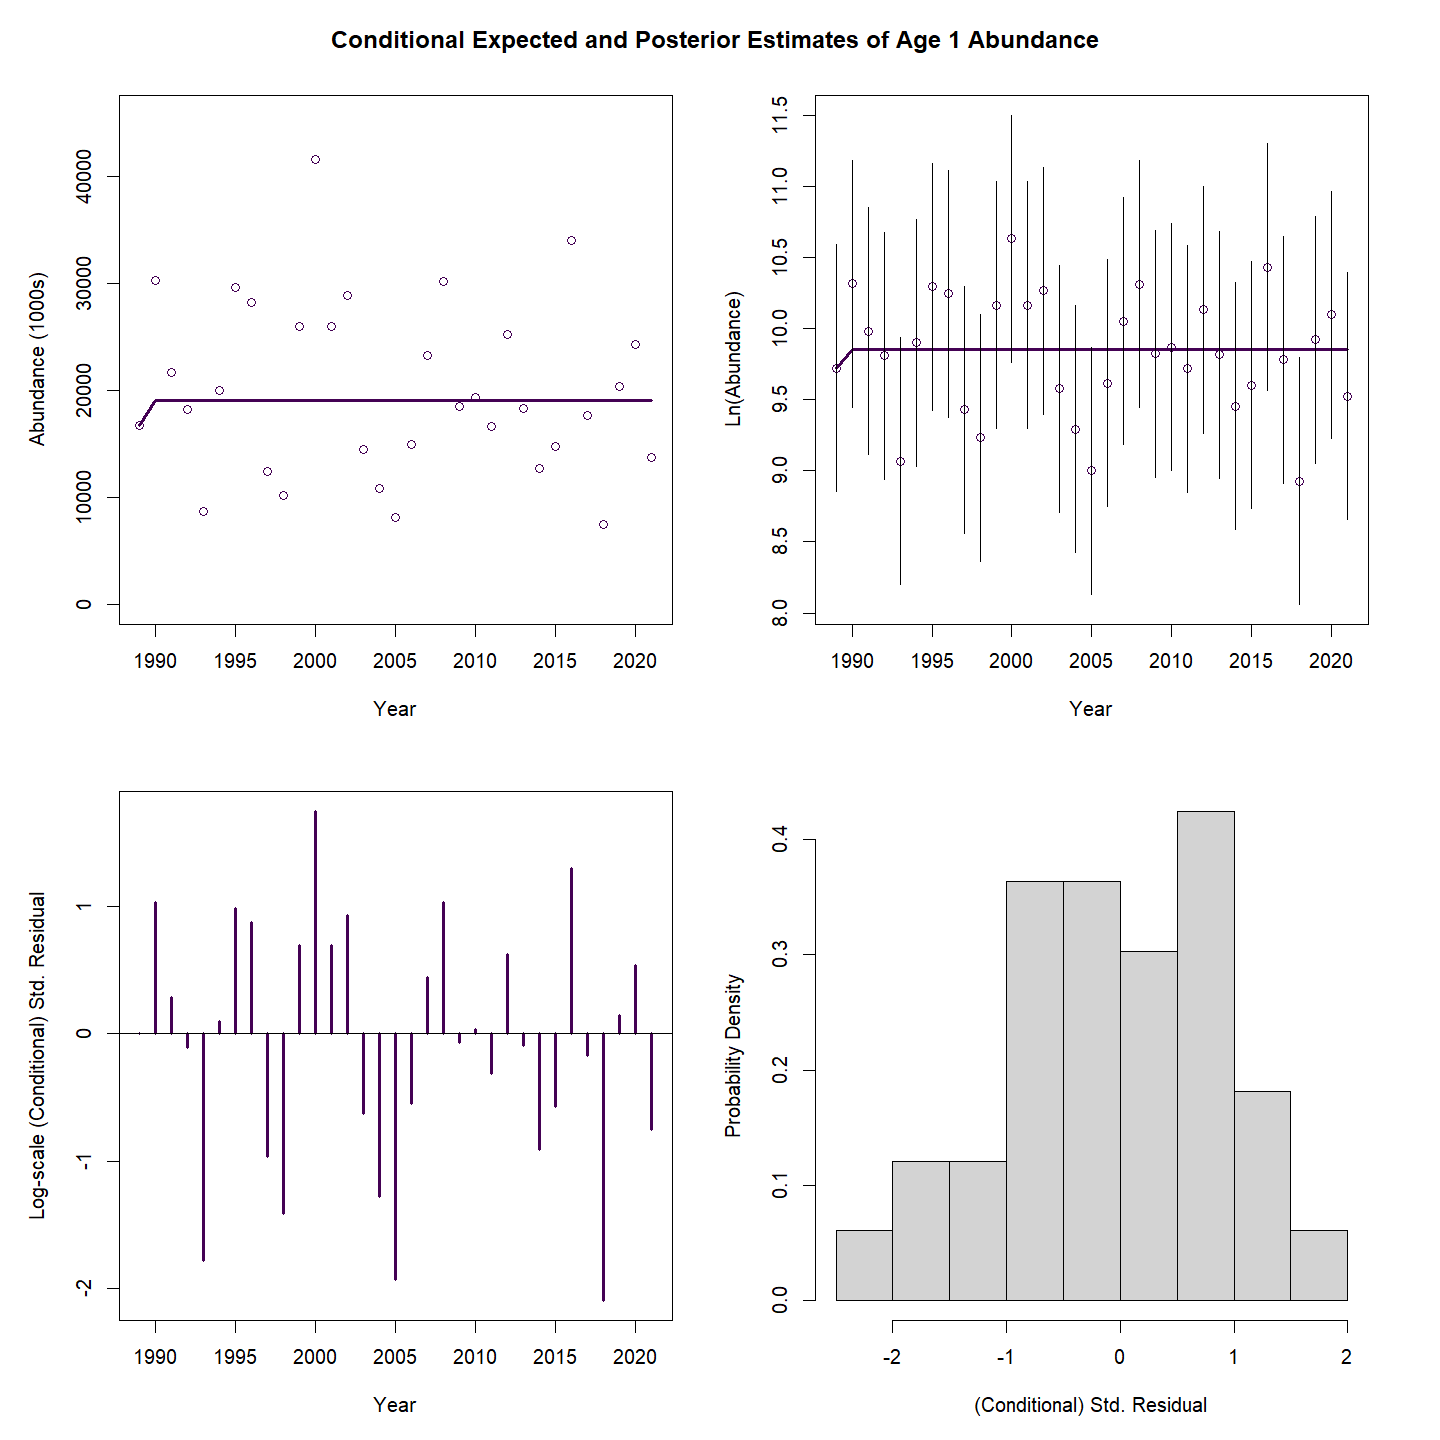 Conditional Expected and Posterior Estimates of Age 1 Abundance
Abundance (1000s)
40000
30000
20000
10000
0
1990 1995 2000 2005 2010 2015 2020
Year
Ln(Abundance)
11.5
11.0
10.5
10.0
9.5
9.0
8.5
8.0
1990 1995 2000 2005 2010 2015 2020
Year
Log-scale (Conditional) Std. Residual
1
0
-1
-2
1990 1995 2000 2005 2010 2015 2020
Year
Probability Density
0.4
0.3
0.2
0.1
0.0
-2 -1 0 1 2
(Conditional) Std. Residual